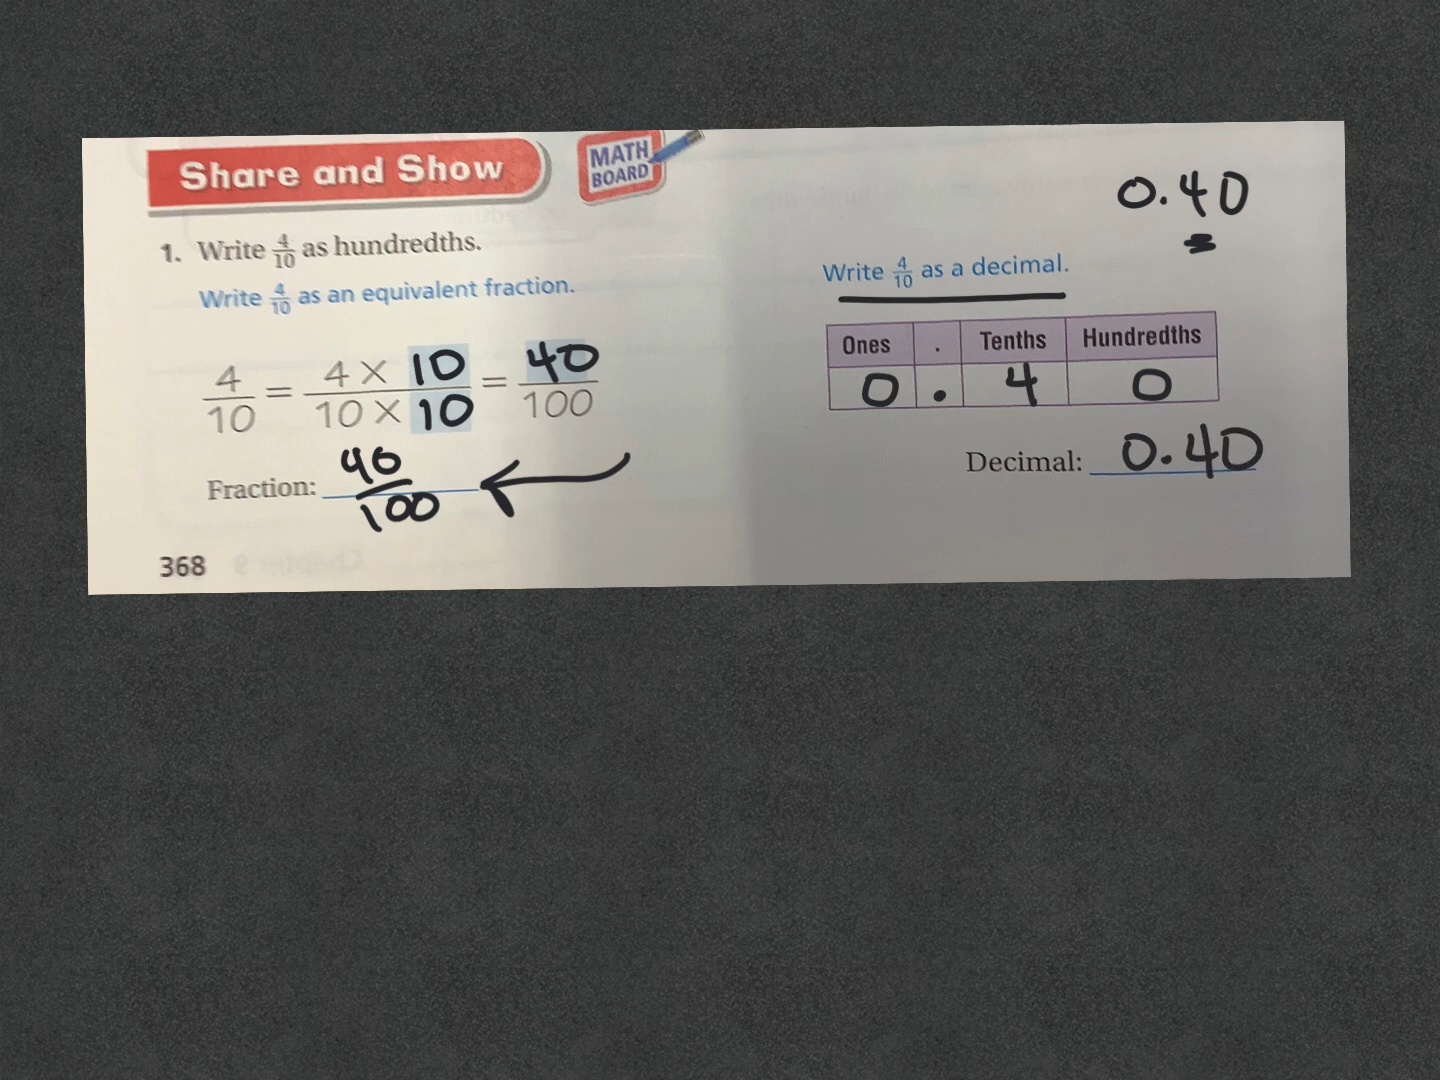 Share and Show
MATH BOARD
1. Write 4/10 as hundredths.
Write 4/10 as an equivalent fraction.
4/10 = 4 × 10 / 10 × 10 = 40/100
Fraction: 40/100
368
0.40
Write 4/10 as a decimal.
Ones . Tenths Hundredths
0 . 4 0
Decimal: 0.40